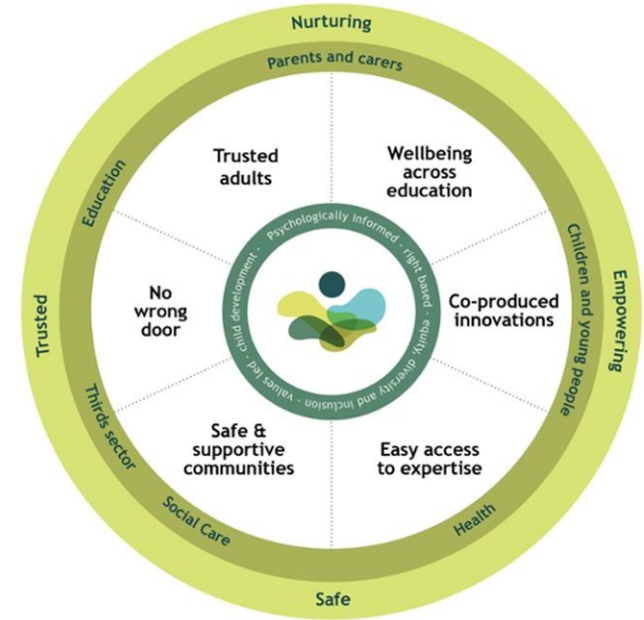 Nurturing
Parents and carers
Education
Children and young people
Trusted
Empowering
Trusted
adults
Wellbeing
across
education
No
wrong
door
Co-produced
innovations
Safe &
supportive
communities
Easy access
to expertise
Psychologically informed - right based - equity, diversity and inclusion - values led - child development -
Thirds sector
Social Care
Health
Safe